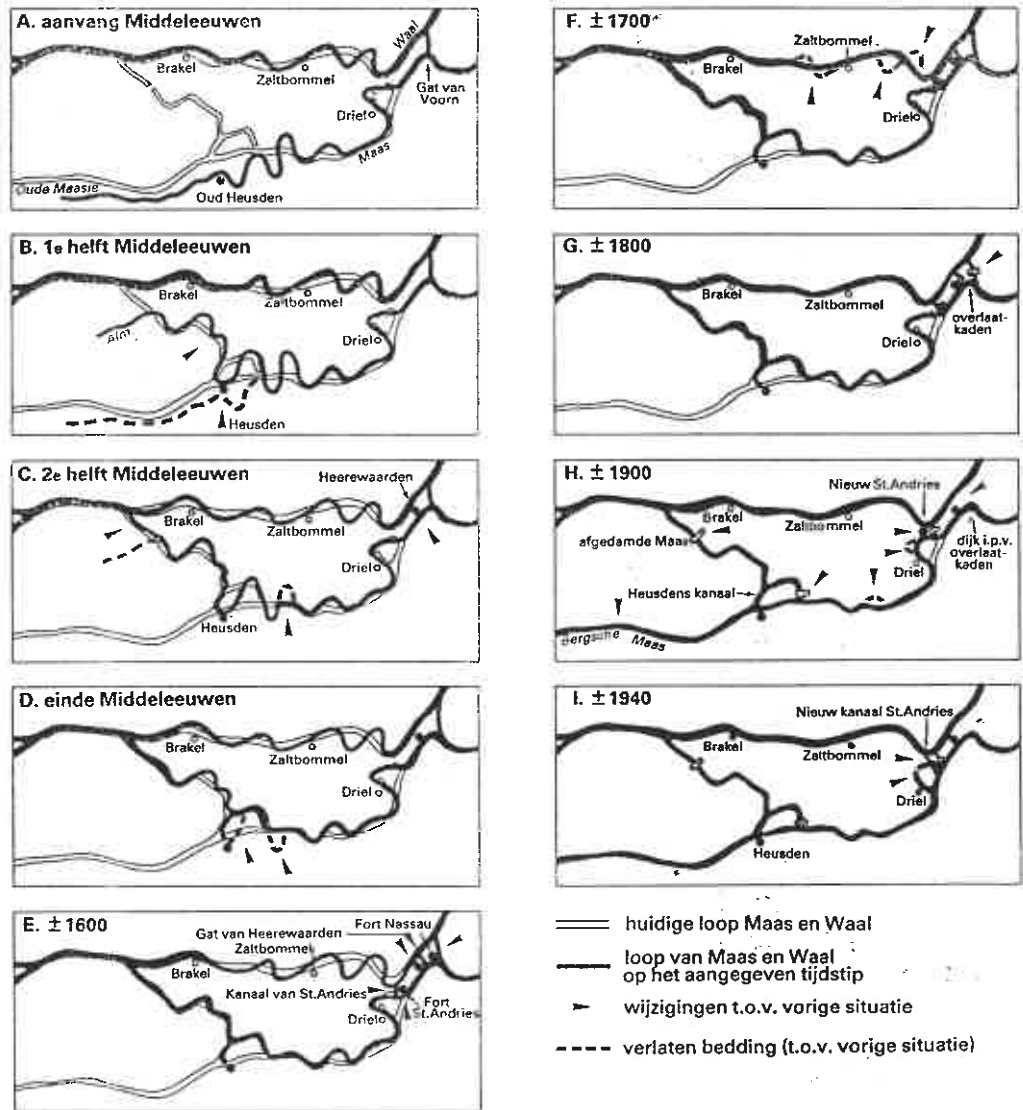 A. aanvang Middeleeuwen
Waal
Brakel
Zaltbommel
Gat van
Voorn
Driel
Maas
Oude Maasje
Oud Heusden
B. 1e helft Middeleeuwen
Brakel
Zaltbommel
Alm
Driel
Heusden
C. 2e helft Middeleeuwen
Heerewaarden
Brakel
Zaltbommel
Driel
Heusden
D. einde Middeleeuwen
Brakel
Zaltbommel
Driel
E. ± 1600
Fort Nassau
Gat van Heerewaarden
Zaltbommel
Brakel
Kanaal van St.Andries
Driel
Fort
St.Andries
F. ± 1700
Zaltbommel
Brakel
Driel
G. ± 1800
Brakel
Zaltbommel
overlaat-
kaden
Driel
H. ± 1900
Nieuw St.Andries
Brakel
Zaltbommel
afgedamde Maas
dijk i.p.v.
overlaat-
kaden
Driel
Heusdens kanaal
Bergsche Maas
I. ± 1940
Nieuw kanaal St.Andries
Brakel
Zaltbommel
Driel
Heusden
huidige loop Maas en Waal
loop van Maas en Waal
op het aangegeven tijdstip
wijzigingen t.o.v. vorige situatie
verlaten bedding (t.o.v. vorige situatie)